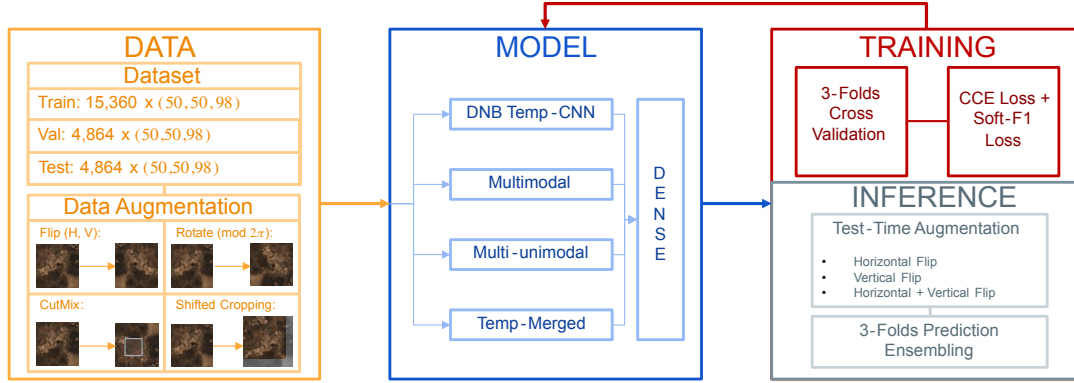 DATA
Dataset
Train: 15,360 x (50,50,98)
Val: 4,864 x (50,50,98)
Test: 4,864 x (50,50,98)
Data Augmentation
Flip (H, V):
Rotate (mod 2π):
CutMix:
Shifted Cropping:
MODEL
DNB Temp-CNN
Multimodal
Multi-unimodal
Temp-Merged
D
E
N
S
E
TRAINING
3-Folds
Cross
Validation
CCE Loss +
Soft-F1
Loss
INFERENCE
Test-Time Augmentation
• Horizontal Flip
• Vertical Flip
• Horizontal + Vertical Flip
3-Folds Prediction
Ensembling